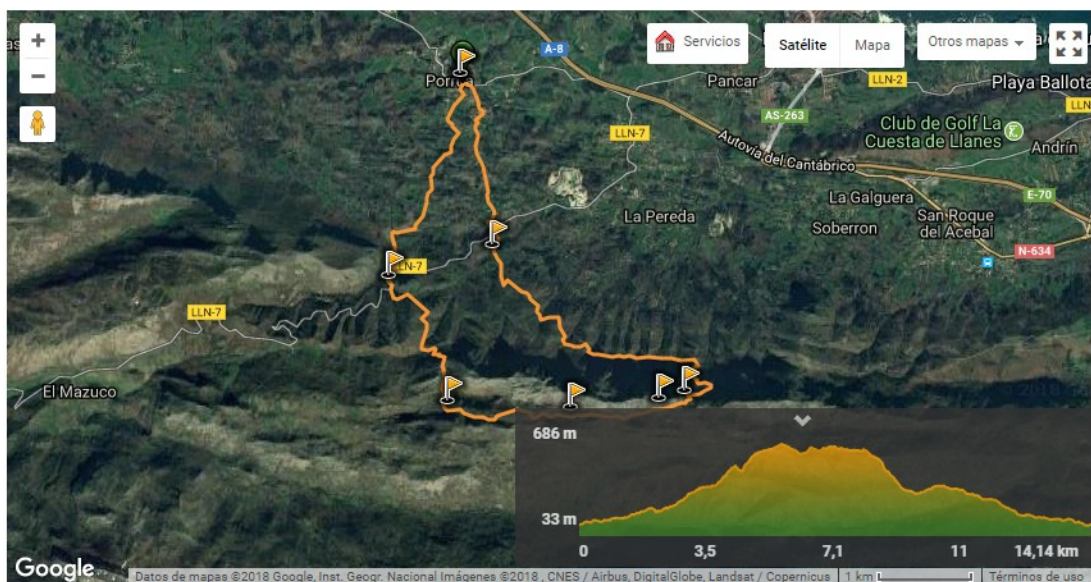 +
−
Servicios
Satélite
Mapa
Otros mapas
A-8
Pancar
LLN-2
Playa Ballota
AS-263
LLN-7
Club de Golf La
Cuesta de Llanes
Andrín
Autovía del Cantábrico
La Galguera
E-70
La Pereda
Soberron
San Roque
del Acebal
N-634
LN-7
LLN-7
El Mazuco
686 m
33 m
0
3,5
7,1
11
14,14 km
Google
Datos de mapas ©2018 Google, Inst. Geogr. Nacional Imágenes ©2018 , CNES / Airbus, DigitalGlobe, Landsat / Copernicus
1 km
Términos de uso